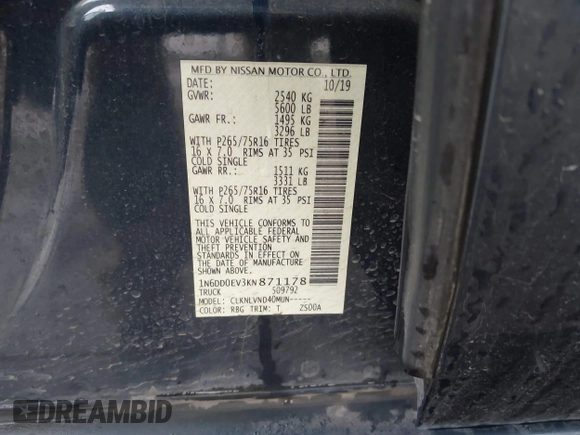 MFD BY NISSAN MOTOR CO., LTD.
DATE: 10/19
GVWR: 2540 KG
5600 LB
GAWR FR.: 1495 KG
3296 LB
WITH P265/75R16 TIRES
16 X 7.0 RIMS AT 35 PSI
COLD SINGLE
GAWR RR.: 1511 KG
3331 LB
WITH P265/75R16 TIRES
16 X 7.0 RIMS AT 35 PSI
COLD SINGLE
THIS VEHICLE CONFORMS TO
ALL APPLICABLE FEDERAL
MOTOR VEHICLE SAFETY AND
THEFT PREVENTION
STANDARDS IN EFFECT ON
THE DATE OF MANUFACTURE
SHOWN ABOVE.
1N6DD0EV3KN871178
TRUCK 509792
MODEL: CLKNLVND40MUN-----
COLOR: RBG TRIM: T, 2S00A
DREAMBID